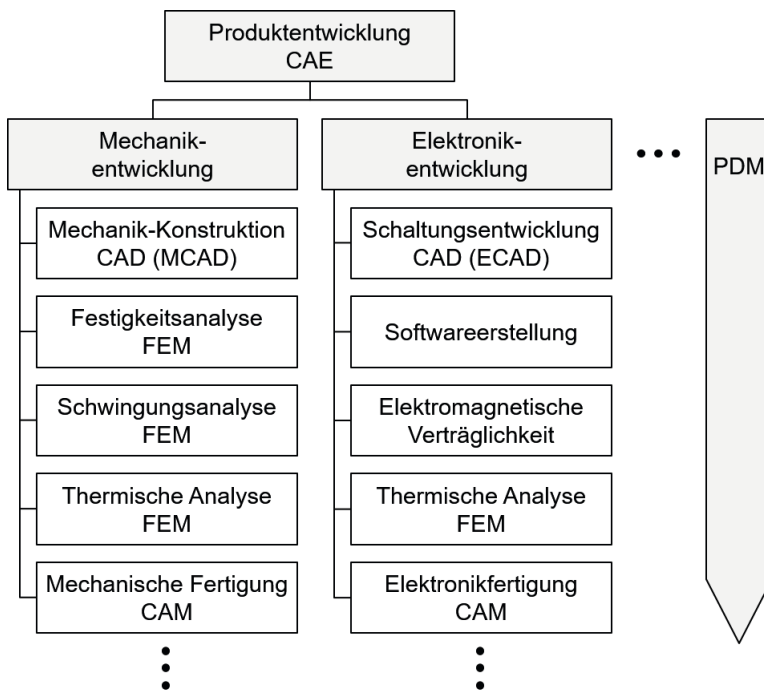 Produktentwicklung
CAE
Mechanik-
entwicklung
Mechanik-Konstruktion
CAD (MCAD)
Festigkeitsanalyse
FEM
Schwingungsanalyse
FEM
Thermische Analyse
FEM
Mechanische Fertigung
CAM
Elektronik-
entwicklung
Schaltungsentwicklung
CAD (ECAD)
Softwareerstellung
Elektromagnetische
Verträglichkeit
Thermische Analyse
FEM
Elektronikfertigung
CAM
PDM